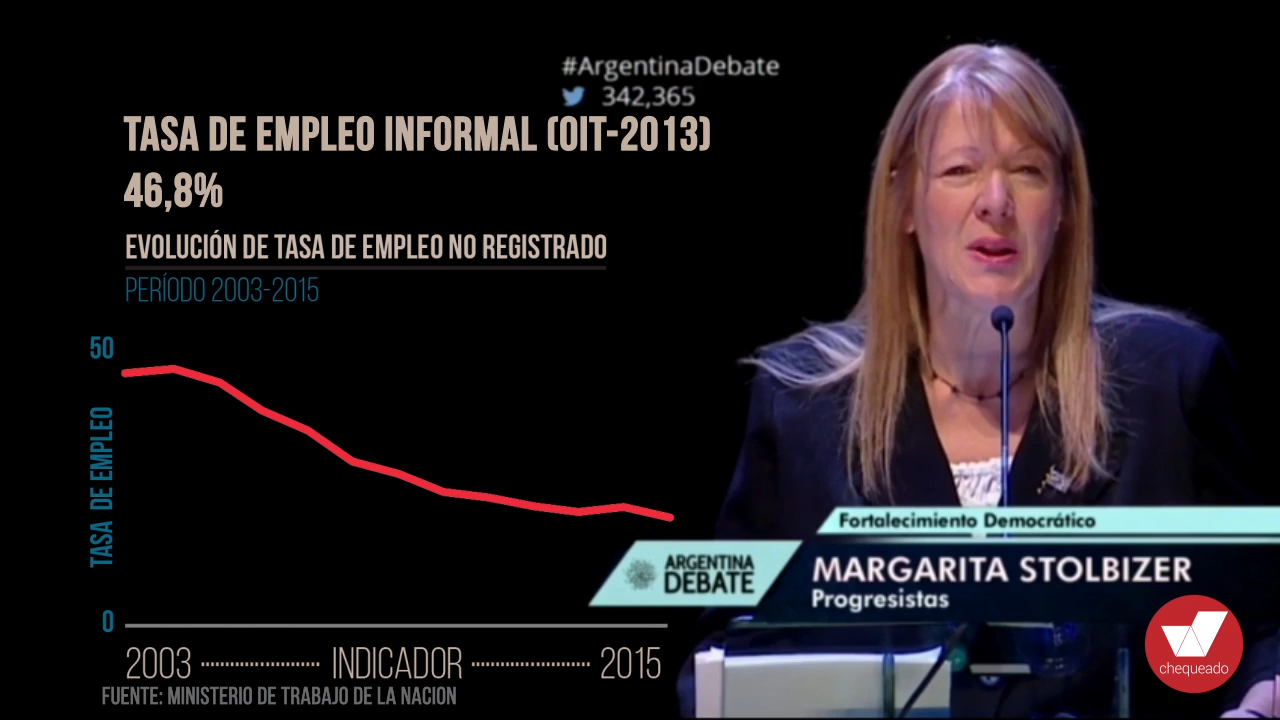 #ArgentinaDebate
342,365
TASA DE EMPLEO INFORMAL (OIT-2013)
46,8%
EVOLUCIÓN DE TASA DE EMPLEO NO REGISTRADO
PERÍODO 2003-2015
50
TASA DE EMPLEO
0
2003 INDICADOR 2015
FUENTE: MINISTERIO DE TRABAJO DE LA NACION
Fortalecimiento Democrático
ARGENTINA
DEBATE
MARGARITA STOLBIZER
Progresistas
chequeado